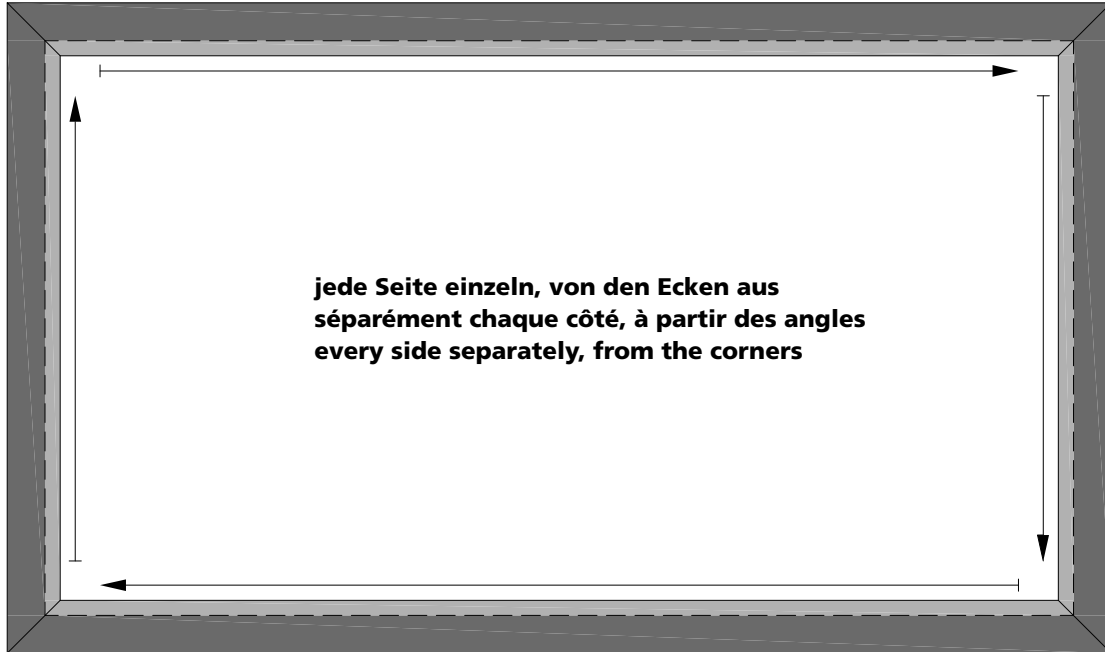 jede Seite einzeln, von den Ecken aus
séparément chaque côté, à partir des angles
every side separately, from the corners